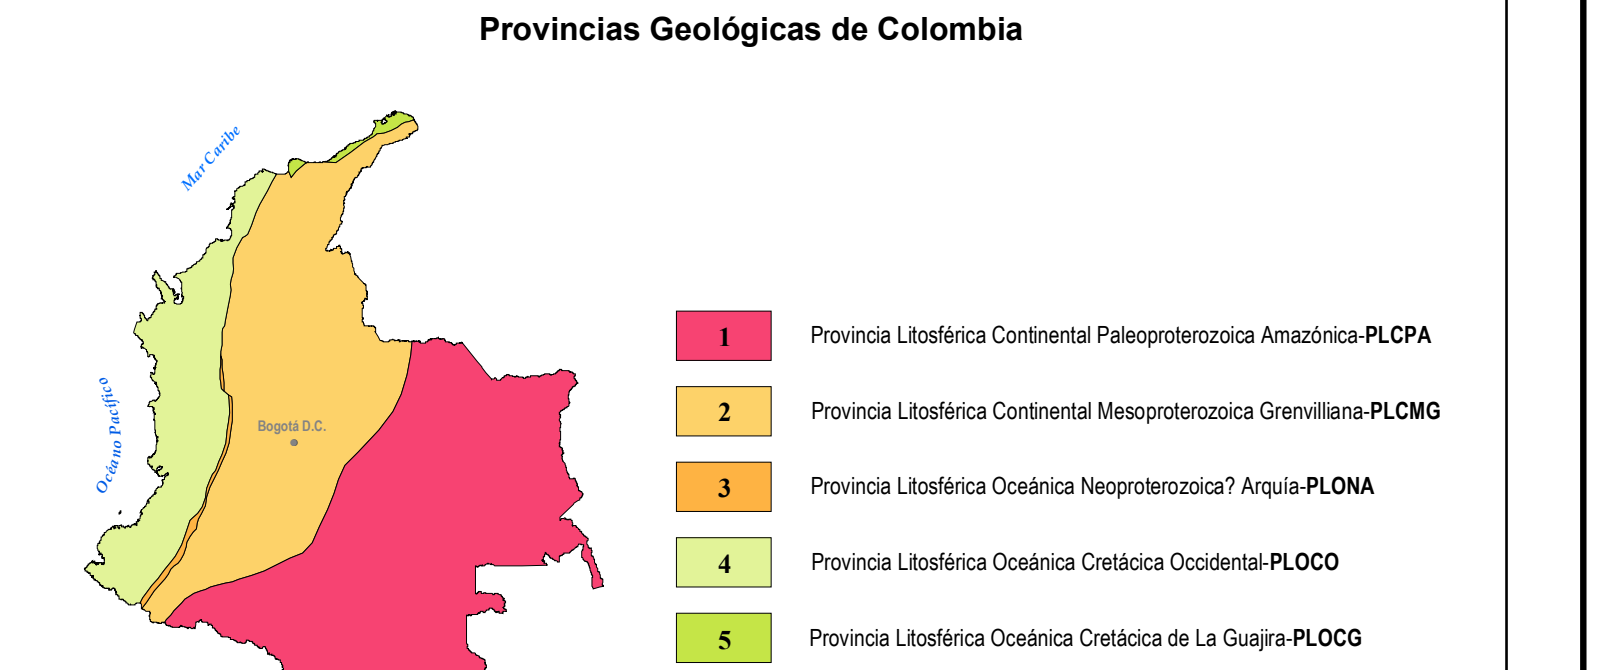 Provincias Geológicas de Colombia
Mar Caribe
Océano Pacífico
Bogotá D.C.
1 Provincia Litosférica Continental Paleoproterozoica Amazónica-PLCPA
2 Provincia Litosférica Continental Mesoproterozoica Grenvilliana-PLCMG
3 Provincia Litosférica Oceánica Neoproterozoica? Arquía-PLONA
4 Provincia Litosférica Oceánica Cretácica Occidental-PLOCO
5 Provincia Litosférica Oceánica Cretácica de La Guajira-PLOCG